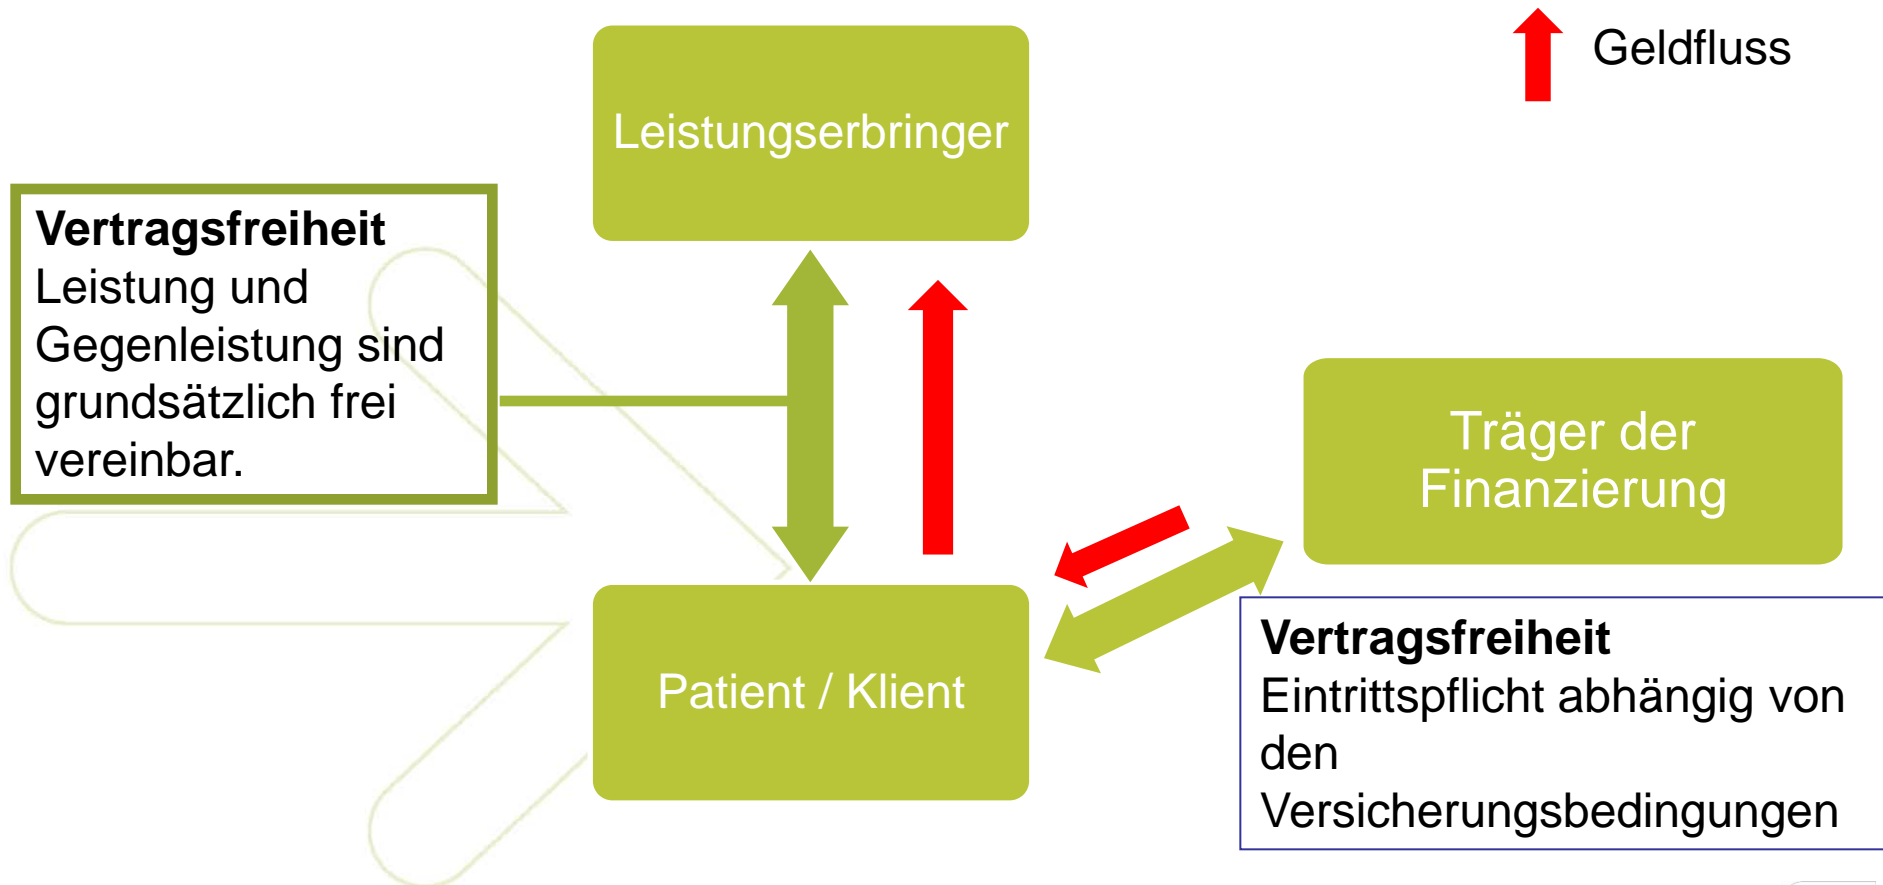 Geldfluss
Leistungserbringer
Vertragsfreiheit
Leistung und
Gegenleistung sind
grundsätzlich frei
vereinbar.
Träger der
Finanzierung
Patient / Klient
Vertragsfreiheit
Eintrittspflicht abhängig von
den
Versicherungsbedingungen